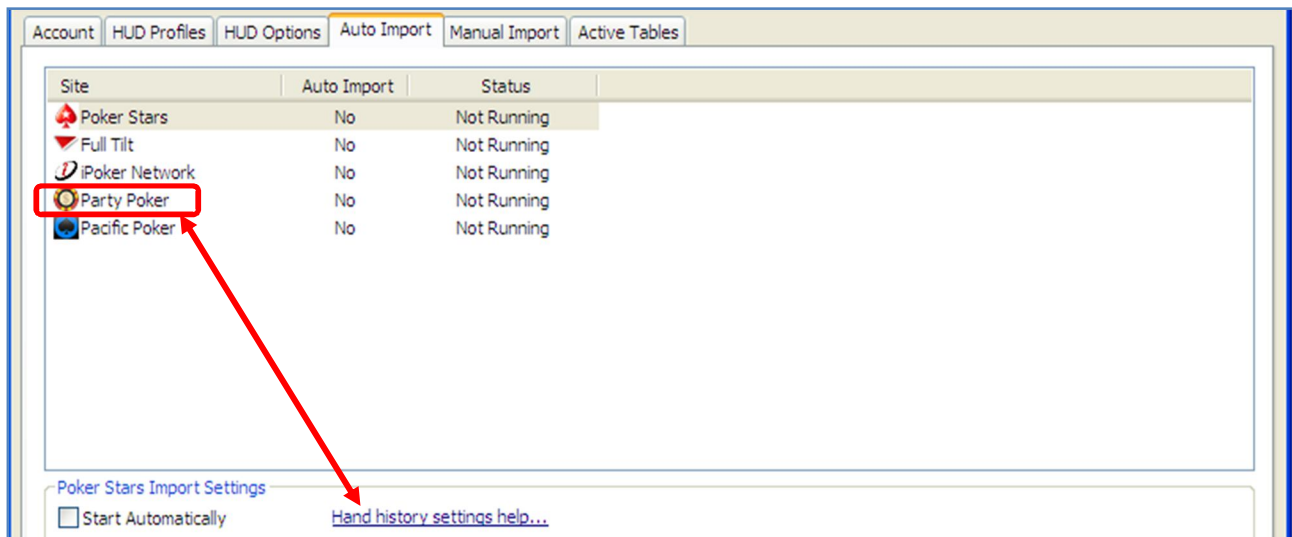 Account HUD Profiles HUD Options Auto Import Manual Import Active Tables
Site Auto Import Status
Poker Stars No Not Running
Full Tilt No Not Running
iPoker Network No Not Running
Party Poker No Not Running
Pacific Poker No Not Running
Poker Stars Import Settings
Start Automatically Hand history settings help...